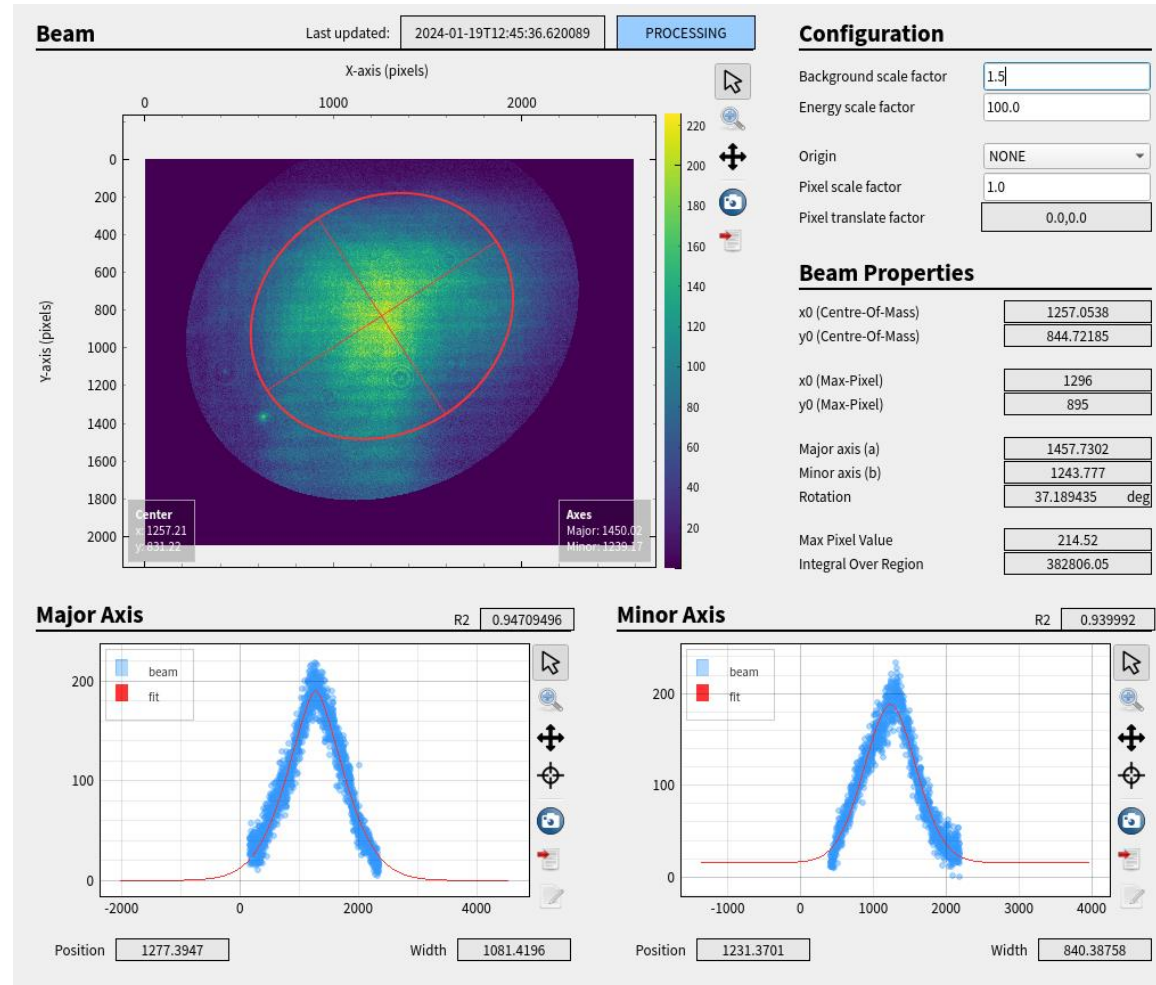 Beam
Last updated: 2024-01-19T12:45:36.620089 PROCESSING
X-axis (pixels)
0 1000 2000
Y-axis (pixels)
0
200
400
600
800
1000
1200
1400
1600
1800
2000
220
200
180
160
140
120
100
80
60
40
20
Center
x: 1257.21
y: 831.22
Axes
Major: 1450.02
Minor: 1239.17
Configuration
Background scale factor 1.5
Energy scale factor 100.0
Origin NONE
Pixel scale factor 1.0
Pixel translate factor 0.0,0.0
Beam Properties
x0 (Centre-Of-Mass) 1257.0538
y0 (Centre-Of-Mass) 844.72185
x0 (Max-Pixel) 1296
y0 (Max-Pixel) 895
Major axis (a) 1457.7302
Minor axis (b) 1243.777
Rotation 37.189435 deg
Max Pixel Value 214.52
Integral Over Region 382806.05
Major Axis R2 0.94709496
beam
fit
200
100
0
-2000 0 2000 4000
Position 1277.3947 Width 1081.4196
Minor Axis R2 0.939992
beam
fit
200
100
0
-1000 0 1000 2000 3000 4000
Position 1231.3701 Width 840.38758